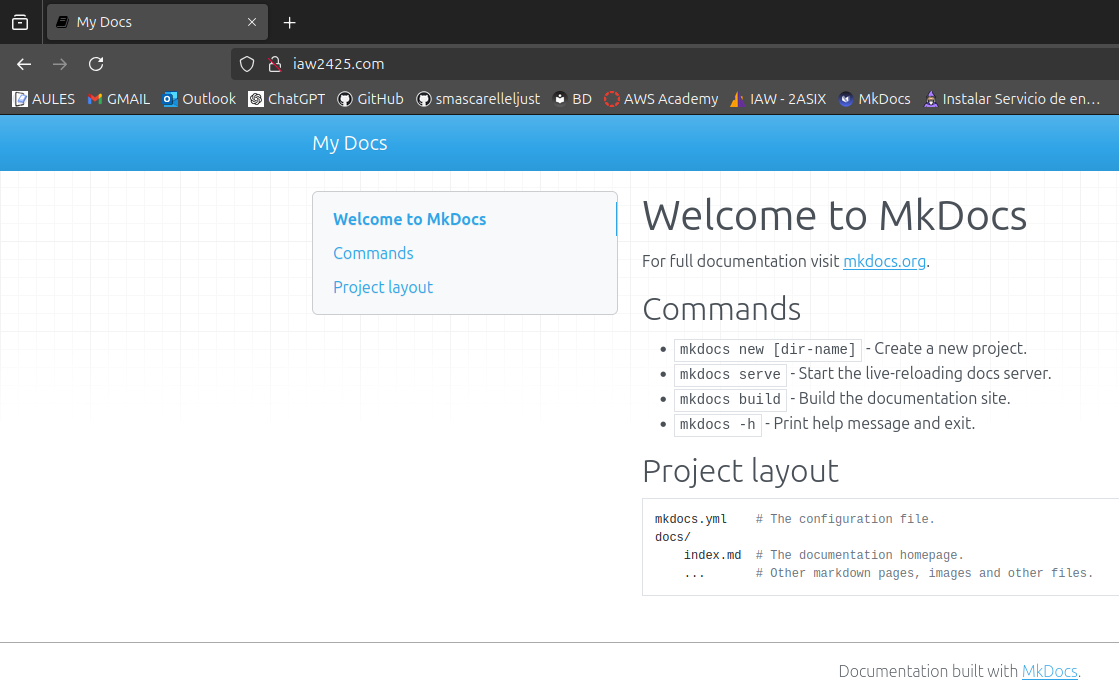 My Docs
iaw2425.com
AULES GMAIL Outlook ChatGPT GitHub smascarelleljust BD AWS Academy IAW - 2ASIX MkDocs Instalar Servicio de en…
My Docs
Welcome to MkDocs
Commands
Project layout
Welcome to MkDocs
For full documentation visit mkdocs.org.
Commands
mkdocs new [dir-name] - Create a new project.
mkdocs serve - Start the live-reloading docs server.
mkdocs build - Build the documentation site.
mkdocs -h - Print help message and exit.
Project layout
mkdocs.yml    # The configuration file.
docs/
    index.md  # The documentation homepage.
    ...       # Other markdown pages, images and other files.
Documentation built with MkDocs.